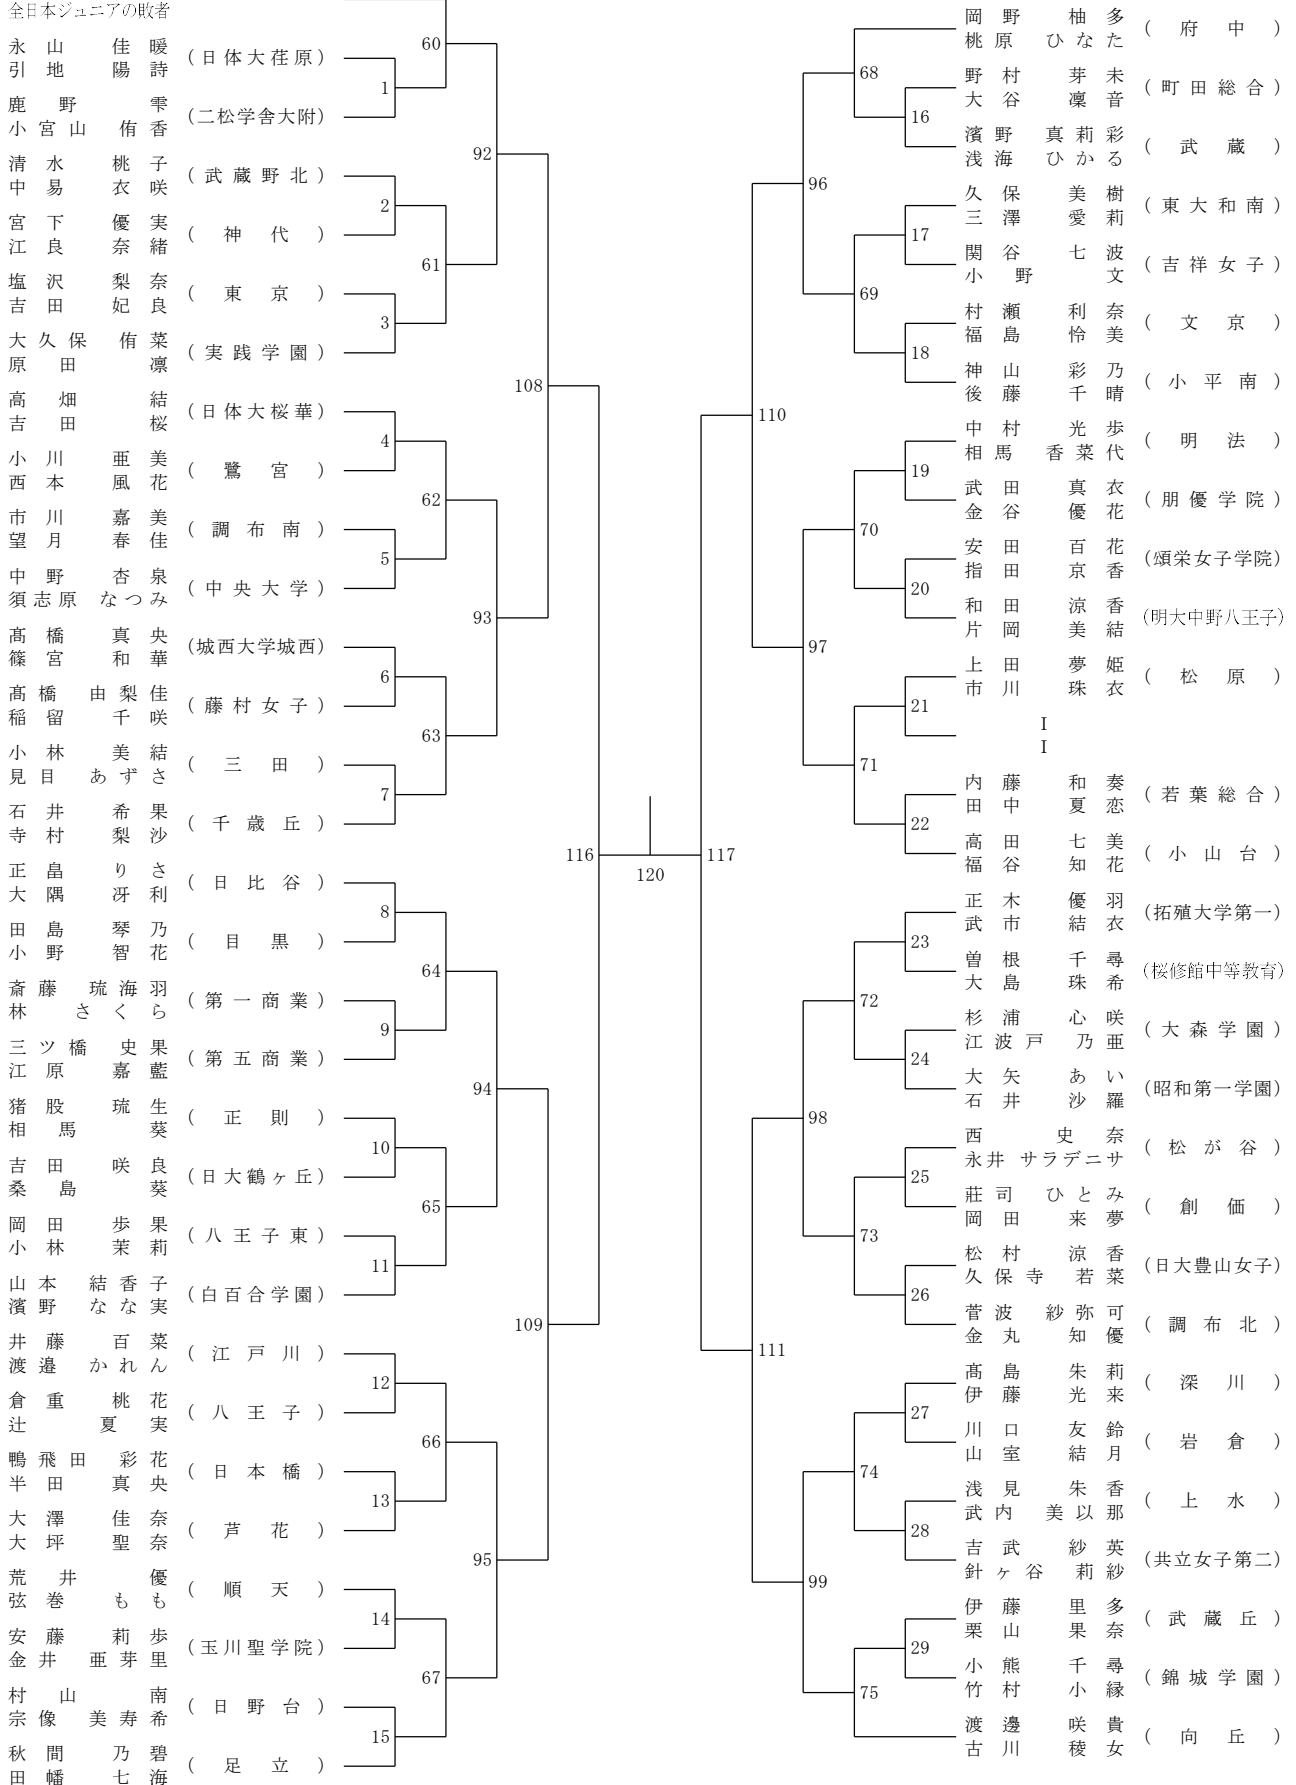 全日本ジュニアの敗者
永山 佳暖
引地 陽詩
(日体大荏原)
鹿野 雫
小宮山 侑香
(二松学舎大附)
清水 桃子
中易 衣咲
(武蔵野北)
宮下 優実
江良 奈緒
(神代)
塩沢 梨奈
吉田 妃良
(東京)
大久保 侑菜
原田 凛
(実践学園)
高畑 結
吉田 桜
(日体大桜華)
小川 亜美
西本 風花
(鷺宮)
市川 嘉美
望月 春佳
(調布南)
中野 杏泉
須志原 なつみ
(中央大学)
髙橋 真央
篠宮 和華
(城西大学城西)
髙橋 由梨佳
稲留 千咲
(藤村女子)
小林 美結
見目 あずさ
(三田)
石井 希果
寺村 梨沙
(千歳丘)
正畠 りさ
大隅 冴利
(日比谷)
田島 琴乃
小野 智花
(目黒)
斎藤 琉海羽
林 さくら
(第一商業)
三ツ橋 史果
江原 嘉藍
(第五商業)
猪股 琉生
相馬 葵
(正則)
吉田 咲良
桑島 葵
(日大鶴ヶ丘)
岡田 歩果
小林 茉莉
(八王子東)
山本 結香子
濱野 なな実
(白百合学園)
井藤 百菜
渡邉 かれん
(江戸川)
倉重 桃花
辻 夏実
(八王子)
鴨飛田 彩花
半田 真央
(日本橋)
大澤 佳奈
大坪 聖奈
(芦花)
荒井 優
弦巻 もも
(順天)
安藤 莉歩
金井 亜芽里
(玉川聖学院)
村山 南
宗像 美寿希
(日野台)
秋間 乃碧
田幡 七海
(足立)
1
2
3
4
5
6
7
8
9
10
11
12
13
14
15
60
61
62
63
64
65
66
67
92
93
94
95
108
109
116
120
117
110
111
96
97
98
99
68
69
70
71
72
73
74
75
16
17
18
19
20
21
22
23
24
25
26
27
28
29
岡野 柚多
桃原 ひなた
(府中)
野村 芽未
大谷 凜音
(町田総合)
濱野 真莉彩
浅海 ひかる
(武蔵)
久保 美樹
三澤 愛莉
(東大和南)
関谷 七波
小野 文
(吉祥女子)
村瀬 利奈
福島 怜美
(文京)
神山 彩乃
後藤 千晴
(小平南)
中村 光歩
相馬 香菜代
(明法)
武田 真衣
金谷 優花
(朋優学院)
安田 百花
指田 京香
(頌栄女子学院)
和田 涼香
片岡 美結
(明大中野八王子)
上田 夢姫
市川 珠衣
(松原)
I
I
内藤 和奏
田中 夏恋
(若葉総合)
高田 七美
福谷 知花
(小山台)
正木 優羽
武市 結衣
(拓殖大学第一)
曽根 千尋
大島 珠希
(桜修館中等教育)
杉浦 心咲
江波戸 乃亜
(大森学園)
大矢 あい
石井 沙羅
(昭和第一学園)
西 史奈
永井 サラデニサ
(松が谷)
莊司 ひとみ
岡田 来夢
(創価)
松村 涼香
久保寺 若菜
(日大豊山女子)
菅波 紗弥可
金丸 知優
(調布北)
髙島 朱莉
伊藤 光来
(深川)
川口 友鈴
山室 結月
(岩倉)
浅見 朱香
武内 美以那
(上水)
吉武 紗英
針ヶ谷 莉紗
(共立女子第二)
伊藤 里多
栗山 果奈
(武蔵丘)
小熊 千尋
竹村 小縁
(錦城学園)
渡邊 咲貴
古川 稜女
(向丘)